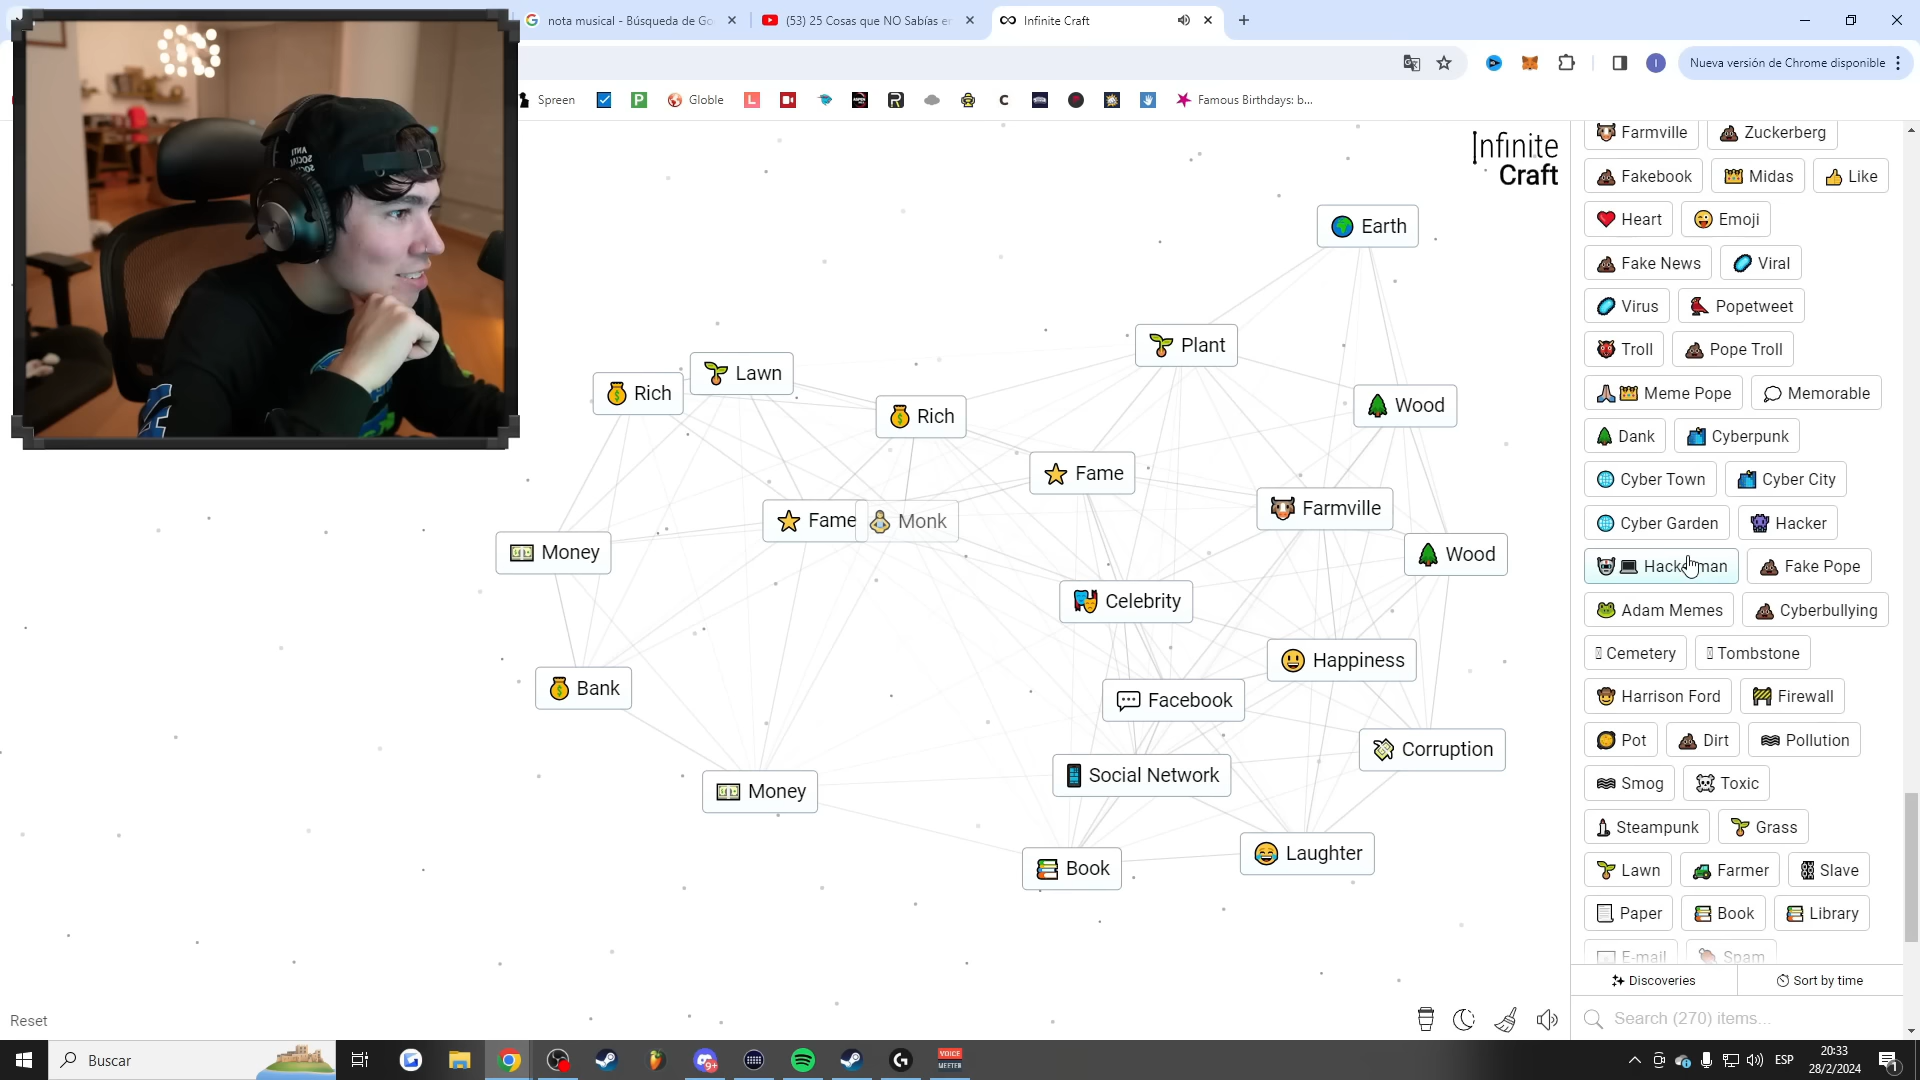 nota musical - Búsqueda de Go
(53) 25 Cosas que NO Sabías e
Infinite Craft
Nueva versión de Chrome disponible
Spreen
Globle
Famous Birthdays: b...
ANTI
SOCIAL
Infinite
Craft
Earth
Plant
Lawn
Rich
Rich
Wood
Fame
Farmville
Fame
Monk
Money
Wood
Celebrity
Happiness
Bank
Facebook
Corruption
Social Network
Money
Laughter
Book
Farmville Zuckerberg
Fakebook Midas Like
Heart Emoji
Fake News Viral
Virus Popetweet
Troll Pope Troll
Meme Pope Memorable
Dank Cyberpunk
Cyber Town Cyber City
Cyber Garden Hacker
Hackerman Fake Pope
Adam Memes Cyberbullying
Cemetery Tombstone
Harrison Ford Firewall
Pot Dirt Pollution
Smog Toxic
Steampunk Grass
Lawn Farmer Slave
Paper Book Library
E-mail Spam
Discoveries Sort by time
Search (270) items...
Reset
Buscar
9+
VOICE
MEETER
ESP
20:33
28/2/2024
1